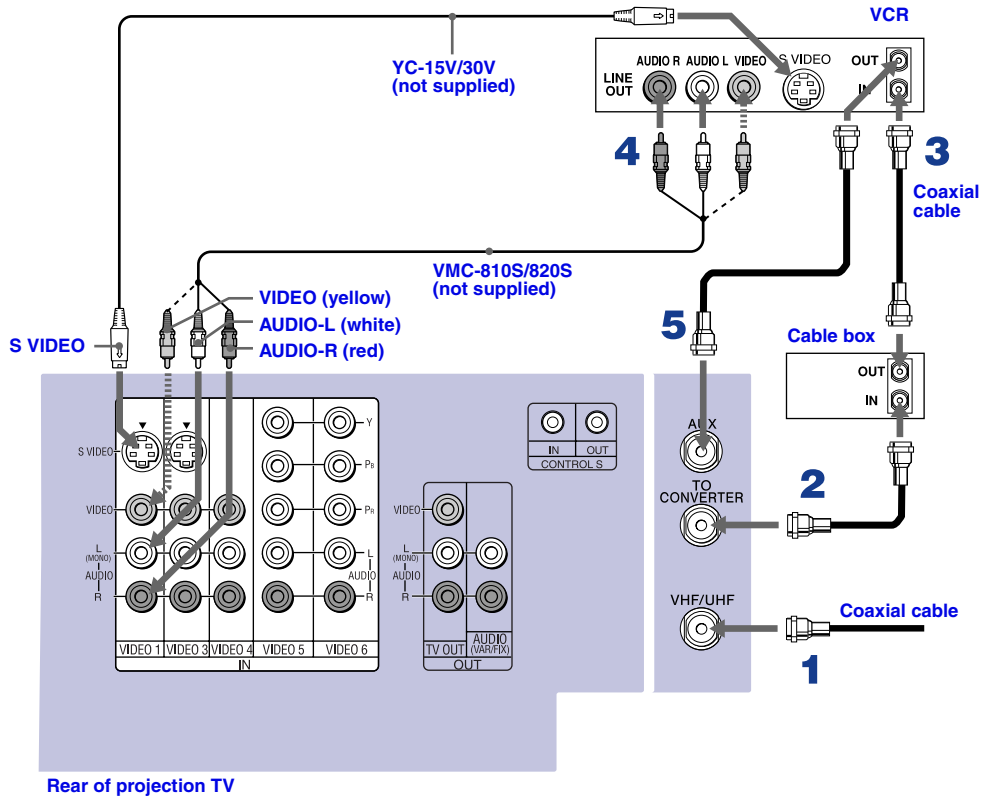 VCR
YC-15V/30V
(not supplied)
AUDIO R AUDIO L VIDEO
S VIDEO
OUT
LINE
OUT
IN
4
3
Coaxial
cable
VMC-810S/820S
(not supplied)
VIDEO (yellow)
AUDIO-L (white)
AUDIO-R (red)
S VIDEO
5
Cable box
OUT
IN
AUX
TO
CONVERTER
2
VHF/UHF
Coaxial cable
1
S VIDEO
VIDEO
L
(MONO)
AUDIO
R
Y
PB
PR
L
AUDIO
R
VIDEO 1
VIDEO 3
VIDEO 4
VIDEO 5
VIDEO 6
IN
IN
OUT
CONTROL S
VIDEO
L
(MONO)
AUDIO
R
TV OUT
AUDIO
(VAR/FIX)
OUT
Rear of projection TV